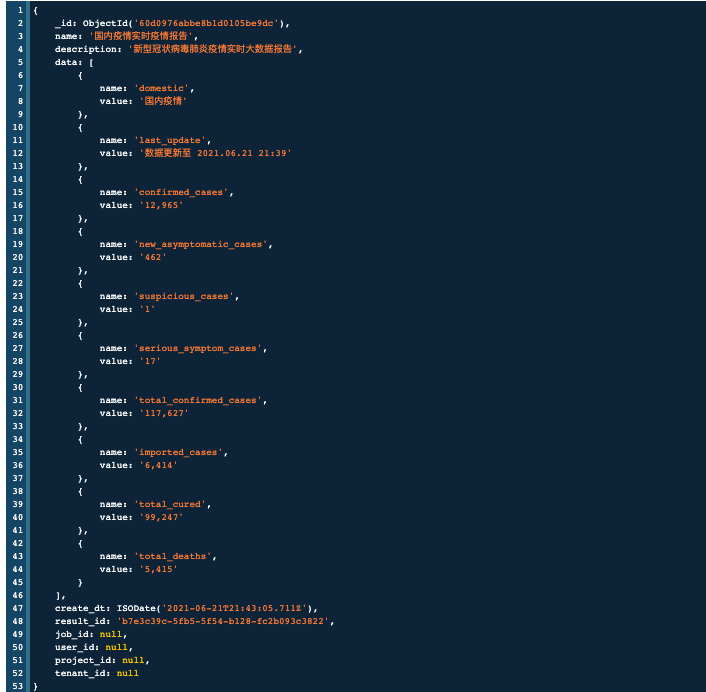 1 {
2 _id: ObjectId('60d0976abbe8b1d0105be9dc'),
3 name: '国内疫情实时疫情报告',
4 description: '新型冠状病毒肺炎疫情实时大数据报告',
5 data: [
6 {
7 name: 'domestic',
8 value: '国内疫情'
9 },
10 {
11 name: 'last_update',
12 value: '数据更新至 2021.06.21 21:39'
13 },
14 {
15 name: 'confirmed_cases',
16 value: '12,965'
17 },
18 {
19 name: 'new_asymptomatic_cases',
20 value: '462'
21 },
22 {
23 name: 'suspicious_cases',
24 value: '1'
25 },
26 {
27 name: 'serious_symptom_cases',
28 value: '17'
29 },
30 {
31 name: 'total_confirmed_cases',
32 value: '117,627'
33 },
34 {
35 name: 'imported_cases',
36 value: '6,414'
37 },
38 {
39 name: 'total_cured',
40 value: '99,247'
41 },
42 {
43 name: 'total_deaths',
44 value: '5,415'
45 }
46 ],
47 create_dt: ISODate('2021-06-21T21:43:05.711Z'),
48 result_id: 'b7e3c39c-5fb5-5f54-b128-fc2b093c3822',
49 job_id: null,
50 user_id: null,
51 project_id: null,
52 tenant_id: null
53 }